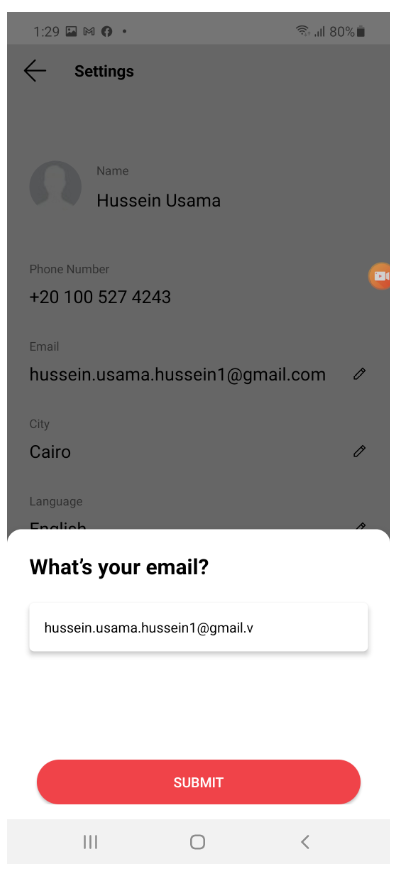 1:29 80%
Settings
Name
Hussein Usama
Phone Number
+20 100 527 4243
Email
hussein.usama.hussein1@gmail.com
City
Cairo
Language
English
What's your email?
hussein.usama.hussein1@gmail.v
SUBMIT